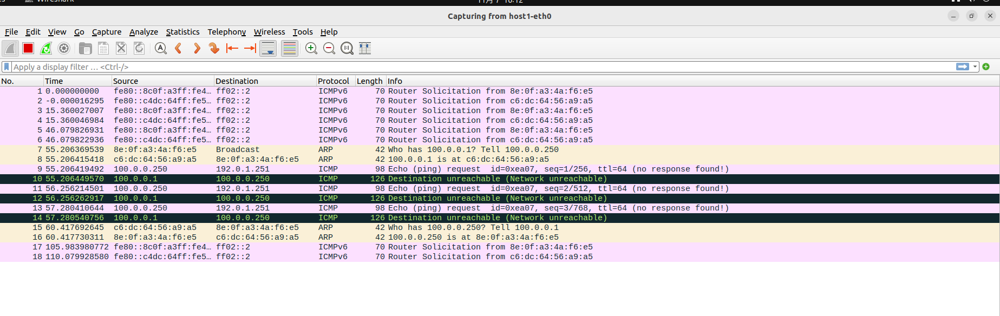 Wireshark 11月 7 16:12
Capturing from host1-eth0
File Edit View Go Capture Analyze Statistics Telephony Wireless Tools Help
Apply a display filter … <Ctrl-/>
No. Time Source Destination Protocol Length Info
1 0.000000000 fe80::8c0f:a3ff:fe4… ff02::2 ICMPv6 70 Router Solicitation from 8e:0f:a3:4a:f6:e5
2 -0.000016295 fe80::c4dc:64ff:fe5… ff02::2 ICMPv6 70 Router Solicitation from c6:dc:64:56:a9:a5
3 15.360027007 fe80::8c0f:a3ff:fe4… ff02::2 ICMPv6 70 Router Solicitation from 8e:0f:a3:4a:f6:e5
4 15.360046984 fe80::c4dc:64ff:fe5… ff02::2 ICMPv6 70 Router Solicitation from c6:dc:64:56:a9:a5
5 46.079826931 fe80::8c0f:a3ff:fe4… ff02::2 ICMPv6 70 Router Solicitation from 8e:0f:a3:4a:f6:e5
6 46.079822936 fe80::c4dc:64ff:fe5… ff02::2 ICMPv6 70 Router Solicitation from c6:dc:64:56:a9:a5
7 55.206369539 8e:0f:a3:4a:f6:e5 Broadcast ARP 42 Who has 100.0.0.1? Tell 100.0.0.250
8 55.206415418 c6:dc:64:56:a9:a5 8e:0f:a3:4a:f6:e5 ARP 42 100.0.0.1 is at c6:dc:64:56:a9:a5
9 55.206419492 100.0.0.250 192.0.1.251 ICMP 98 Echo (ping) request id=0xea07, seq=1/256, ttl=64 (no response found!)
10 55.206449570 100.0.0.1 100.0.0.250 ICMP 126 Destination unreachable (Network unreachable)
11 56.256214501 100.0.0.250 192.0.1.251 ICMP 98 Echo (ping) request id=0xea07, seq=2/512, ttl=64 (no response found!)
12 56.256262917 100.0.0.1 100.0.0.250 ICMP 126 Destination unreachable (Network unreachable)
13 57.280410644 100.0.0.250 192.0.1.251 ICMP 98 Echo (ping) request id=0xea07, seq=3/768, ttl=64 (no response found!)
14 57.280540756 100.0.0.1 100.0.0.250 ICMP 126 Destination unreachable (Network unreachable)
15 60.417692645 c6:dc:64:56:a9:a5 8e:0f:a3:4a:f6:e5 ARP 42 Who has 100.0.0.250? Tell 100.0.0.1
16 60.417730311 8e:0f:a3:4a:f6:e5 c6:dc:64:56:a9:a5 ARP 42 100.0.0.250 is at 8e:0f:a3:4a:f6:e5
17 105.983980772 fe80::8c0f:a3ff:fe4… ff02::2 ICMPv6 70 Router Solicitation from 8e:0f:a3:4a:f6:e5
18 110.079928580 fe80::c4dc:64ff:fe5… ff02::2 ICMPv6 70 Router Solicitation from c6:dc:64:56:a9:a5